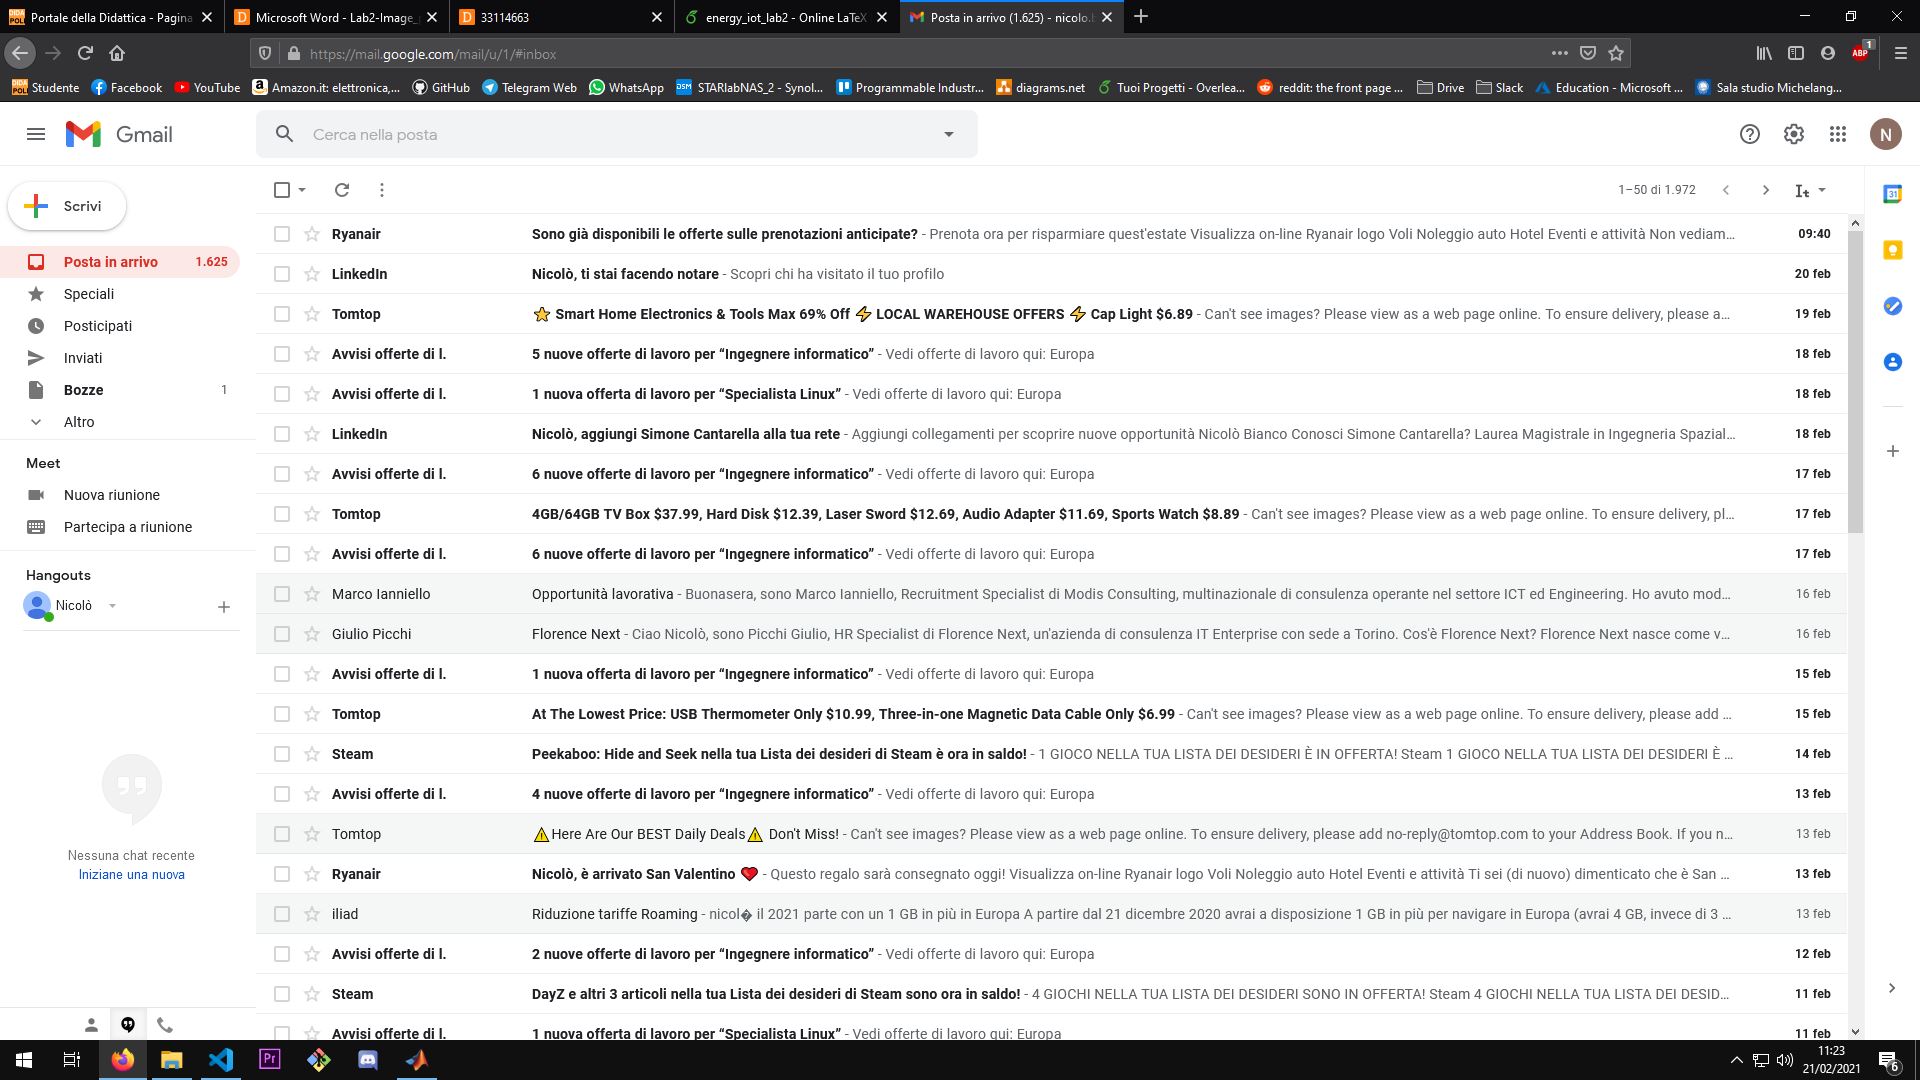 Portale della Didattica - Pagina
Microsoft Word - Lab2-Image_
33114663
energy_iot_lab2 - Online LaTeX
Posta in arrivo (1.625) - nicolo.b
https://mail.google.com/mail/u/1/#inbox
ABP 1
Studente
Facebook
YouTube
Amazon.it: elettronica,...
GitHub
Telegram Web
WhatsApp
STARlabNAS_2 - Synol...
Programmable Industr...
diagrams.net
Tuoi Progetti - Overlea...
reddit: the front page ...
Drive
Slack
Education - Microsoft ...
Sala studio Michelang...
Gmail
Cerca nella posta
N
Scrivi
1–50 di 1.972
31
Posta in arrivo 1.625
Speciali
Posticipati
Inviati
Bozze 1
Altro
Meet
Nuova riunione
Partecipa a riunione
Hangouts
Nicolò
Nessuna chat recente
Iniziane una nuova
Ryanair Sono già disponibili le offerte sulle prenotazioni anticipate? - Prenota ora per risparmiare quest'estate Visualizza on-line Ryanair logo Voli Noleggio auto Hotel Eventi e attività Non vediam... 09:40
LinkedIn Nicolò, ti stai facendo notare - Scopri chi ha visitato il tuo profilo 20 feb
Tomtop ⭐ Smart Home Electronics & Tools Max 69% Off ⚡ LOCAL WAREHOUSE OFFERS ⚡ Cap Light $6.89 - Can't see images? Please view as a web page online. To ensure delivery, please a... 19 feb
Avvisi offerte di l. 5 nuove offerte di lavoro per “Ingegnere informatico” - Vedi offerte di lavoro qui: Europa 18 feb
Avvisi offerte di l. 1 nuova offerta di lavoro per “Specialista Linux” - Vedi offerte di lavoro qui: Europa 18 feb
LinkedIn Nicolò, aggiungi Simone Cantarella alla tua rete - Aggiungi collegamenti per scoprire nuove opportunità Nicolò Bianco Conosci Simone Cantarella? Laurea Magistrale in Ingegneria Spazial... 18 feb
Avvisi offerte di l. 6 nuove offerte di lavoro per “Ingegnere informatico” - Vedi offerte di lavoro qui: Europa 17 feb
Tomtop 4GB/64GB TV Box $37.99, Hard Disk $12.39, Laser Sword $12.69, Audio Adapter $11.69, Sports Watch $8.89 - Can't see images? Please view as a web page online. To ensure delivery, pl... 17 feb
Avvisi offerte di l. 6 nuove offerte di lavoro per “Ingegnere informatico” - Vedi offerte di lavoro qui: Europa 17 feb
Marco Ianniello Opportunità lavorativa - Buonasera, sono Marco Ianniello, Recruitment Specialist di Modis Consulting, multinazionale di consulenza operante nel settore ICT ed Engineering. Ho avuto mod... 16 feb
Giulio Picchi Florence Next - Ciao Nicolò, sono Picchi Giulio, HR Specialist di Florence Next, un'azienda di consulenza IT Enterprise con sede a Torino. Cos'è Florence Next? Florence Next nasce come v... 16 feb
Avvisi offerte di l. 1 nuova offerta di lavoro per “Ingegnere informatico” - Vedi offerte di lavoro qui: Europa 15 feb
Tomtop At The Lowest Price: USB Thermometer Only $10.99, Three-in-one Magnetic Data Cable Only $6.99 - Can't see images? Please view as a web page online. To ensure delivery, please add ... 15 feb
Steam Peekaboo: Hide and Seek nella tua Lista dei desideri di Steam è ora in saldo! - 1 GIOCO NELLA TUA LISTA DEI DESIDERI È IN OFFERTA! Steam 1 GIOCO NELLA TUA LISTA DEI DESIDERI È ... 14 feb
Avvisi offerte di l. 4 nuove offerte di lavoro per “Ingegnere informatico” - Vedi offerte di lavoro qui: Europa 13 feb
Tomtop ⚠Here Are Our BEST Daily Deals⚠ Don't Miss! - Can't see images? Please view as a web page online. To ensure delivery, please add no-reply@tomtop.com to your Address Book. If you n... 13 feb
Ryanair Nicolò, è arrivato San Valentino ❤ - Questo regalo sarà consegnato oggi! Visualizza on-line Ryanair logo Voli Noleggio auto Hotel Eventi e attività Ti sei (di nuovo) dimenticato che è San ... 13 feb
iliad Riduzione tariffe Roaming - nicol� il 2021 parte con un 1 GB in più in Europa A partire dal 21 dicembre 2020 avrai a disposizione 1 GB in più per navigare in Europa (avrai 4 GB, invece di 3 ... 13 feb
Avvisi offerte di l. 2 nuove offerte di lavoro per “Ingegnere informatico” - Vedi offerte di lavoro qui: Europa 12 feb
Steam DayZ e altri 3 articoli nella tua Lista dei desideri di Steam sono ora in saldo! - 4 GIOCHI NELLA TUA LISTA DEI DESIDERI SONO IN OFFERTA! Steam 4 GIOCHI NELLA TUA LISTA DEI DESID... 11 feb
Avvisi offerte di l. 1 nuova offerta di lavoro per “Specialista Linux” - Vedi offerte di lavoro qui: Europa 11 feb
Pr
11:23
21/02/2021
6